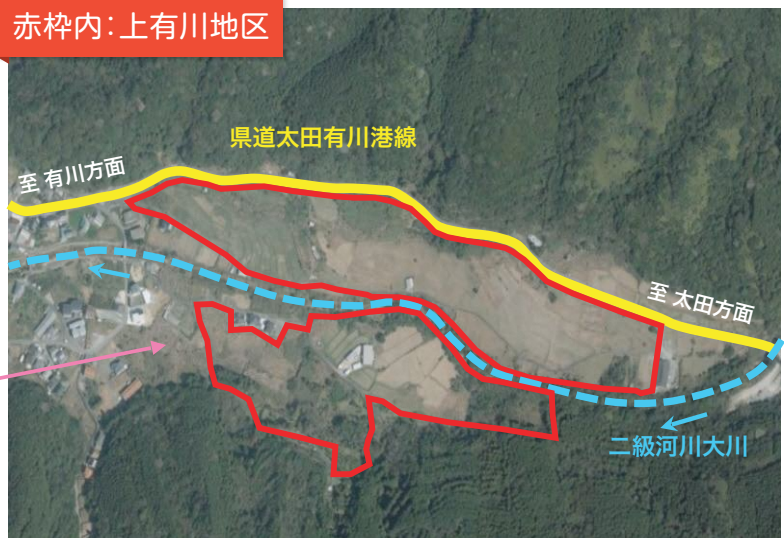 赤枠内：上有川地区
県道太田有川港線
至 有川方面
至 太田方面
二級河川大川